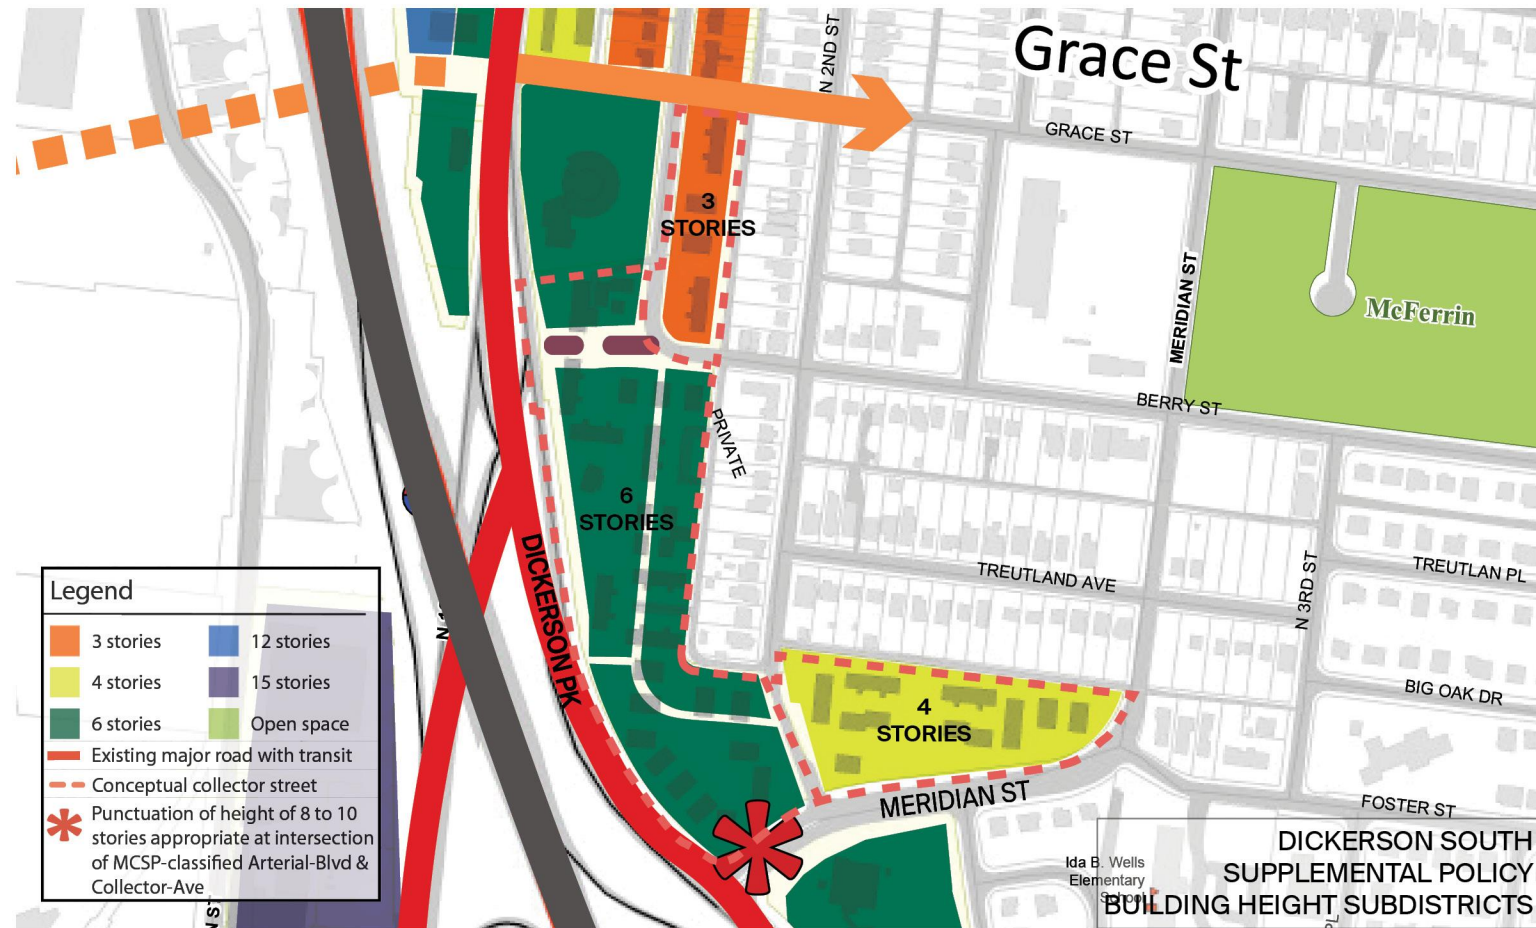 Grace St
N 2ND ST
GRACE ST
3
STORIES
MERIDIAN ST
McFerrin
BERRY ST
PRIVATE
6
STORIES
DICKERSON PK
TREUTLAND AVE
N 3RD ST
TREUTLAN PL
BIG OAK DR
4
STORIES
MERIDIAN ST
FOSTER ST
Legend
3 stories
12 stories
4 stories
15 stories
6 stories
Open space
Existing major road with transit
Conceptual collector street
Punctuation of height of 8 to 10
stories appropriate at intersection
of MCSP-classified Arterial-Blvd &
Collector-Ave
N
N ST
Ida B. Wells
Elementary
School
PL
DICKERSON SOUTH
SUPPLEMENTAL POLICY
BUILDING HEIGHT SUBDISTRICTS